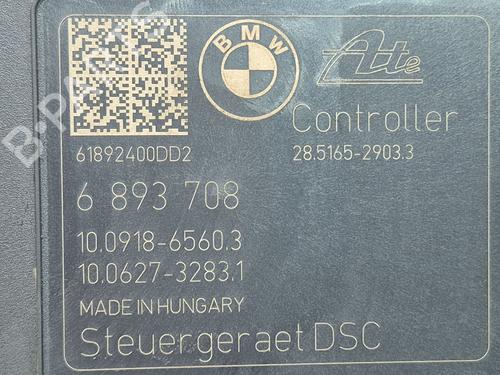 BMW
Ate
Controller
61892400DD2
28.5165-2903.3
6 893 708
10.0918-6560.3
10.0627-3283.1
MADE IN HUNGARY
Steuergeraet DSC
B-PARTS